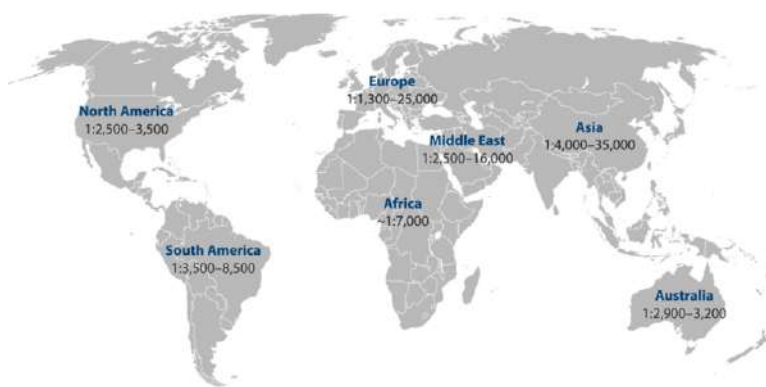 Europe
1:1,300–25,000
North America
1:2,500–3,500
Asia
1:4,000–35,000
Middle East
1:2,500–16,000
Africa
~1:7,000
South America
1:3,500–8,500
Australia
1:2,900–3,200